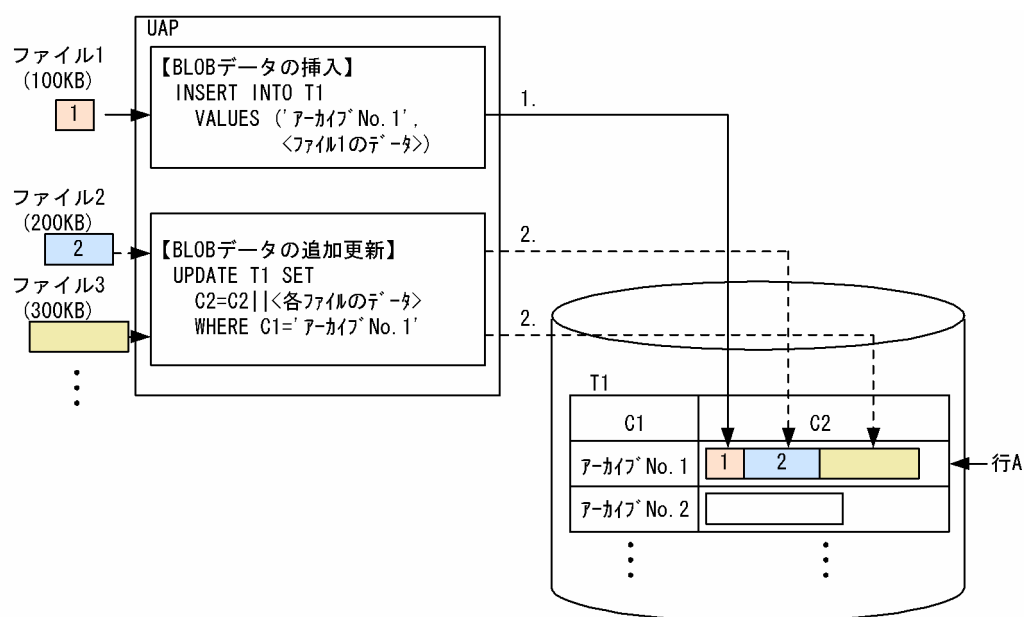 UAP
ファイル1
(100KB)
1
【BLOBデータの挿入】
INSERT INTO T1
VALUES ('ｱｰｶｲﾌﾞNo.1',
<ﾌｧｲﾙ1のﾃﾞｰﾀ>)
1.
ファイル2
(200KB)
2
【BLOBデータの追加更新】
UPDATE T1 SET
C2=C2||<各ﾌｧｲﾙのﾃﾞｰﾀ>
WHERE C1='ｱｰｶｲﾌﾞNo.1'
2.
2.
ファイル3
(300KB)
T1
C1
C2
ｱｰｶｲﾌﾞNo.1
1
2
行A
ｱｰｶｲﾌﾞNo.2